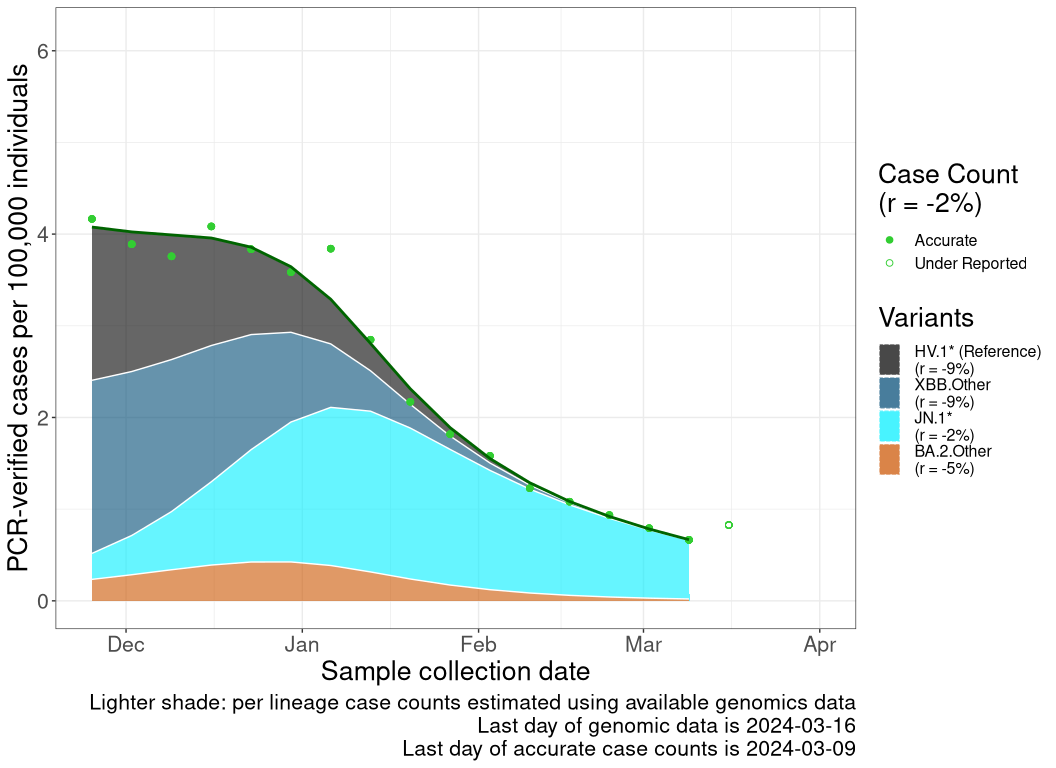 PCR-verified cases per 100,000 individuals
6
4
2
0
Dec
Jan
Feb
Mar
Apr
Sample collection date
Lighter shade: per lineage case counts estimated using available genomics data
Last day of genomic data is 2024-03-16
Last day of accurate case counts is 2024-03-09
Case Count
(r = -2%)
Accurate
Under Reported
Variants
HV.1* (Reference)
(r = -9%)
XBB.Other
(r = -9%)
JN.1*
(r = -2%)
BA.2.Other
(r = -5%)